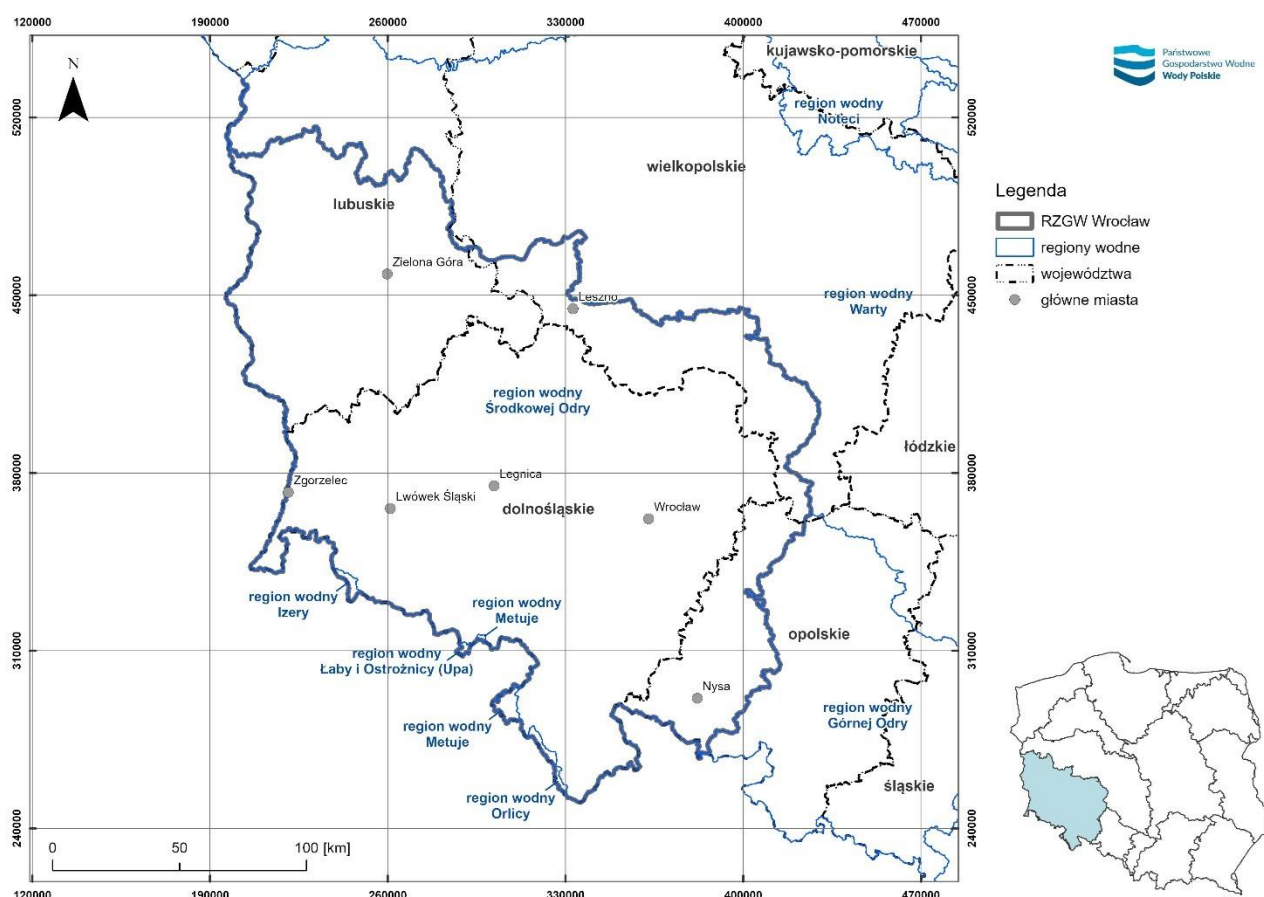 120000
190000
260000
330000
400000
470000
N
kujawsko-pomorskie
Państwowe
Gospodarstwo Wodne
Wody Polskie
region wodny
Noteci
520000
520000
wielkopolskie
lubuskie
Legenda
RZGW Wrocław
regiony wodne
województwa
główne miasta
Zielona Góra
450000
450000
region wodny
Warty
Leszno
region wodny
Środkowej Odry
łódzkie
380000
380000
Zgorzelec
Legnica
Lwówek Śląski
dolnośląskie
Wrocław
region wodny
Izery
region wodny
Metuje
region wodny
Łaby i Ostrożnicy (Upa)
opolskie
310000
310000
Nysa
region wodny
Metuje
region wodny
Górnej Odry
region wodny
Orlicy
śląskie
240000
240000
0
50
100 [km]
120000
190000
260000
330000
400000
470000